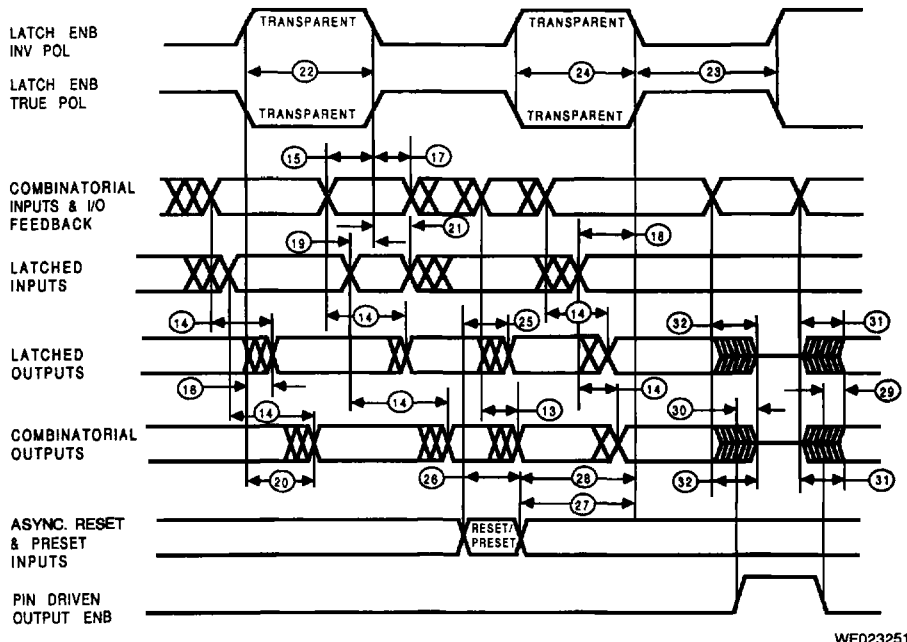 LATCH ENB
INV POL
TRANSPARENT
TRANSPARENT
22
24
23
LATCH ENB
TRUE POL
TRANSPARENT
TRANSPARENT
15
17
COMBINATORIAL
INPUTS & I/O
FEEDBACK
19
21
18
LATCHED
INPUTS
14
14
25
14
32
31
LATCHED
OUTPUTS
18
14
14
13
14
30
29
COMBINATORIAL
OUTPUTS
20
26
28
32
31
27
ASYNC. RESET
& PRESET
INPUTS
RESET/
PRESET
PIN DRIVEN
OUTPUT ENB
WF023251